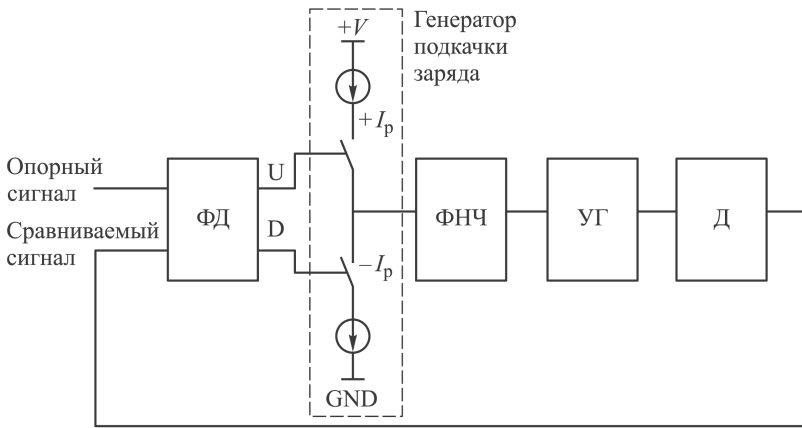 +V
Генератор
подкачки
заряда
+Iр
Опорный
сигнал
U
Сравниваемый
сигнал
ФД
D
ФНЧ
УГ
Д
−Iр
GND